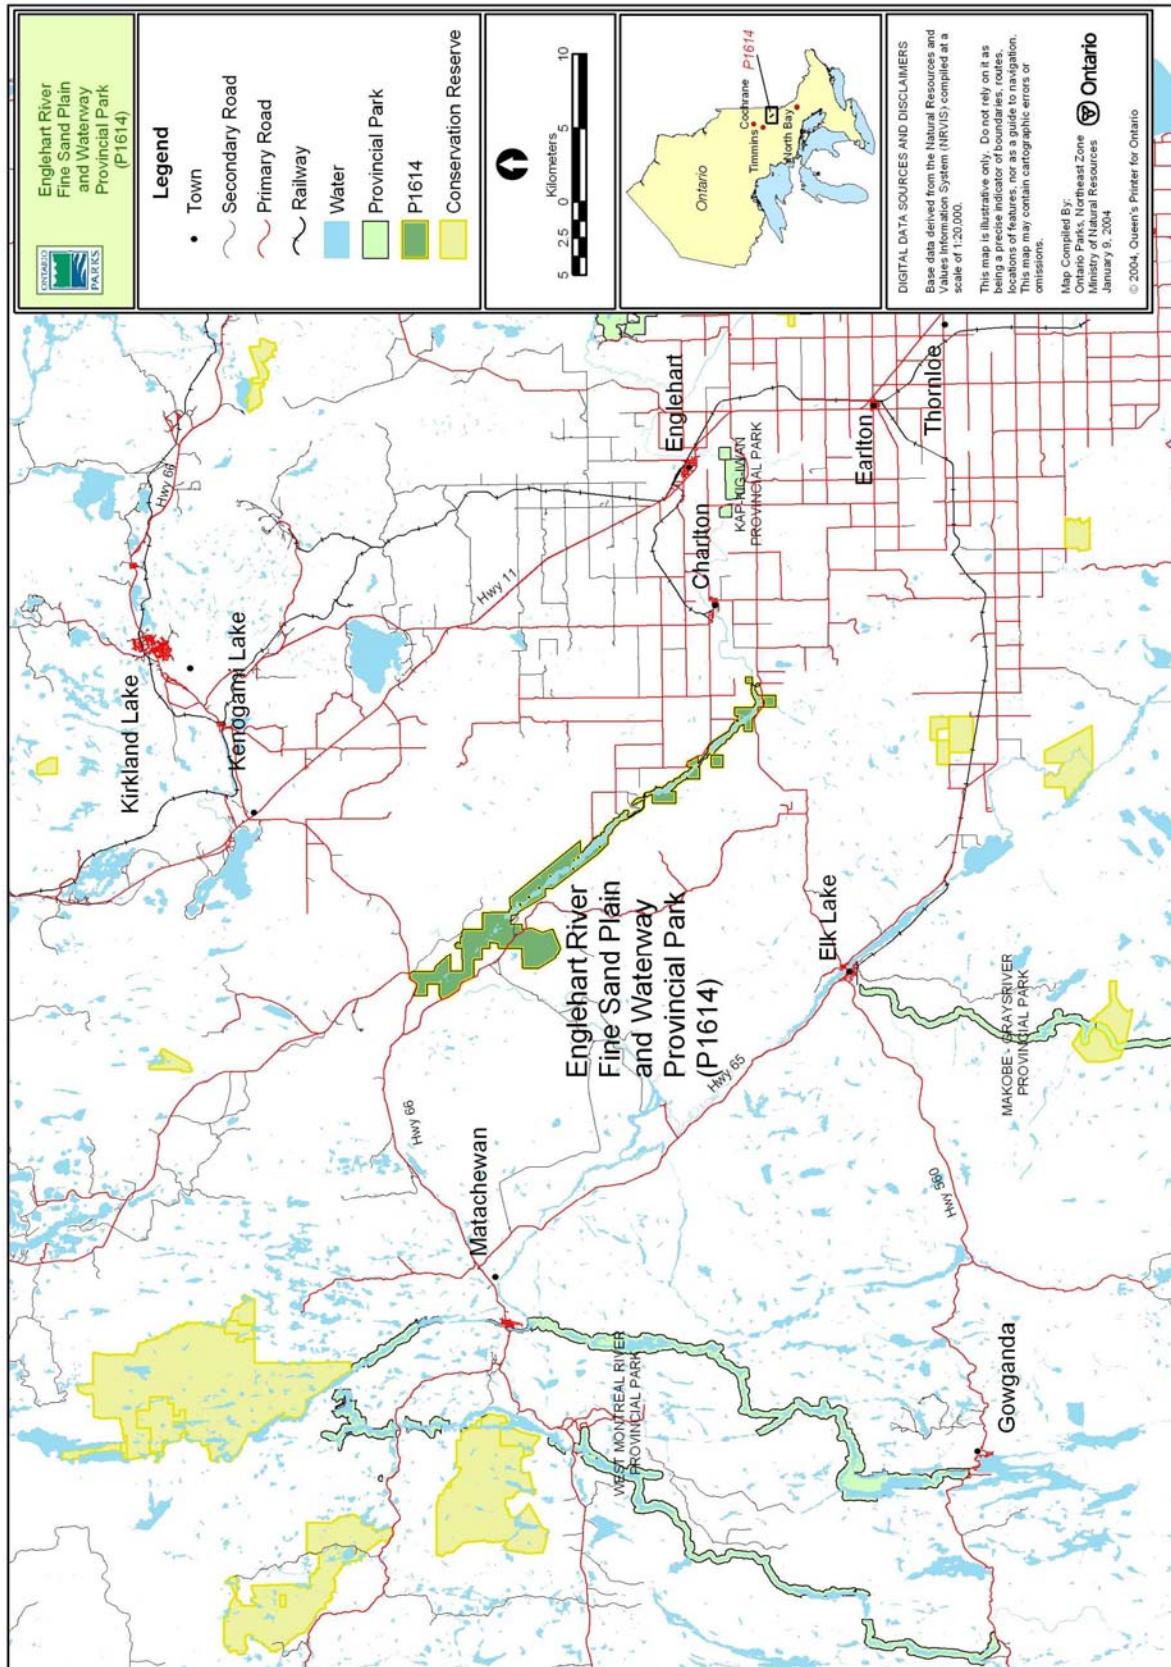 Englehart River
Fine Sand Plain
and Waterway
Provincial Park
(P1614)
ONTARIO
PARKS
Legend
Town
Secondary Road
Primary Road
Railway
Water
Provincial Park
P1614
Conservation Reserve
5 2.5 0 5 10
Kilometers
Ontario
Timmins
Cochrane
P1614
North Bay
DIGITAL DATA SOURCES AND DISCLAIMERS
Base data derived from the Natural Resources and
Values Information System (NRVIS) compiled at a
scale of 1:20,000.
This map is illustrative only. Do not rely on it as
being a precise indicator of boundaries, routes,
locations of features, nor as a guide to navigation.
This map may contain cartographic errors or
omissions.
Map Compiled By:
Ontario Parks, Northeast Zone
Ministry of Natural Resources
January 9, 2004
Ontario
© 2004, Queen's Printer for Ontario
Kirkland Lake
Kenogami Lake
Hwy 66
Hwy 11
Englehart
Charlton
KAP-KIG-IWAN
PROVINCIAL PARK
Earlton
Thornloe
Englehart River
Fine Sand Plain
and Waterway
Provincial Park
(P1614)
Elk Lake
Hwy 65
Hwy 66
Matachewan
Hwy 560
MAKOBE - GRAYSRIVER
PROVINCIAL PARK
WEST MONTREAL RIVER
PROVINCIAL PARK
Gowganda